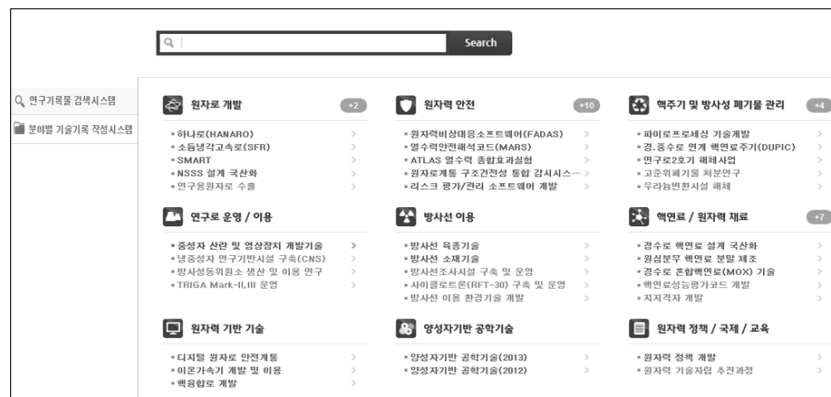 Search
연구기록물 검색시스템
분야별 기술기록 작성시스템
원자로 개발 +2
하나로(HANARO)
소듐냉각고속로(SFR)
SMART
NSSS 설계 국산화
연구용원자로 수출
원자력 안전 +10
원자력비상대응소프트웨어(FADAS)
열수력안전해석코드(MARS)
ATLAS 열수력 종합효과실험
원자로계통 구조건전성 통합 감시시스…
리스크 평가/관리 소프트웨어 개발
핵주기 및 방사성 폐기물 관리 +4
파이로프로세싱 기술개발
경.중수로 연계 핵연료주기(DUPIC)
연구로2호기 해체사업
고준위폐기물 처분연구
우라늄변환시설 해체
연구로 운영 / 이용
중성자 산란 및 영상장치 개발기술
냉중성자 연구기반시설 구축(CNS)
방사성동위원소 생산 및 이용 연구
TRIGA Mark-II,III 운영
방사선 이용
방사선 육종기술
방사선 소재기술
방사선조사시설 구축 및 운영
사이클로트론(RFT-30) 구축 및 운영
방사선 이용 환경기술 개발
핵연료 / 원자력 재료 +7
경수로 핵연료 설계 국산화
원심분무 핵연료 분말 제조
경수로 혼합핵연료(MOX) 기술
핵연료성능평가코드 개발
지지격자 개발
원자력 기반 기술
디지털 원자로 안전계통
이온가속기 개발 및 이용
핵융합로 개발
양성자기반 공학기술
양성자기반 공학기술(2013)
양성자기반 공학기술(2012)
원자력 정책 / 국제 / 교육
원자력 정책 개발
원자력 기술자립 추진과정